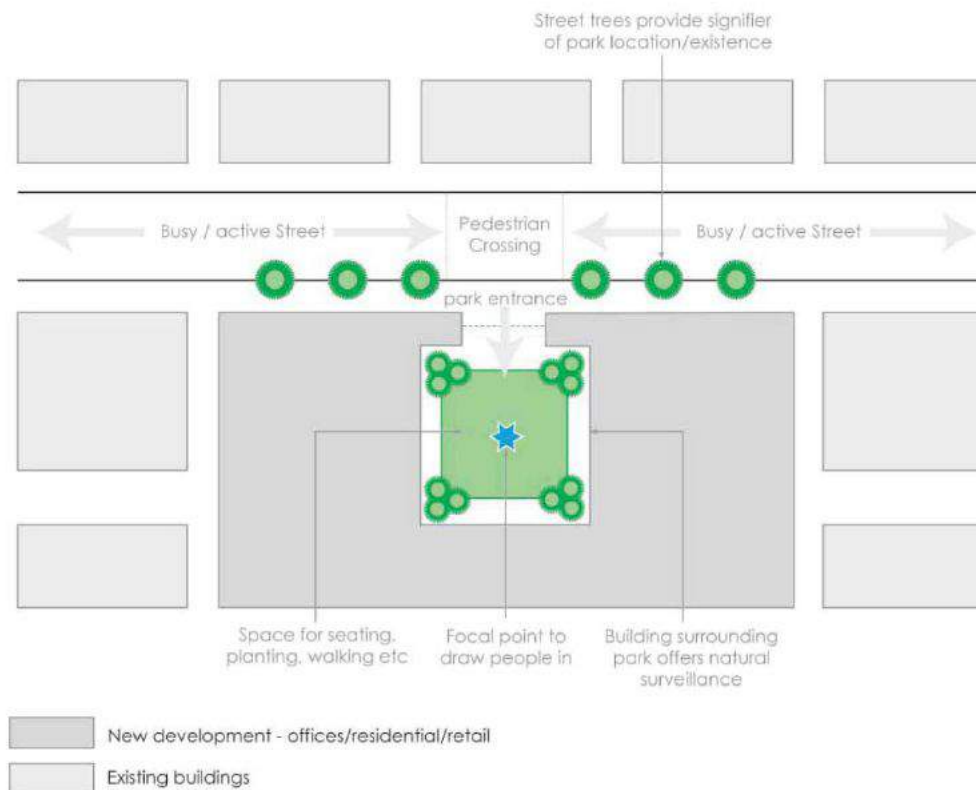 Street trees provide signifier
of park location/existence
Busy / active Street
Pedestrian
Crossing
Busy / active Street
park entrance
Space for seating,
planting, walking etc
Focal point to
draw people in
Building surrounding
park offers natural
surveillance
New development - offices/residential/retail
Existing buildings